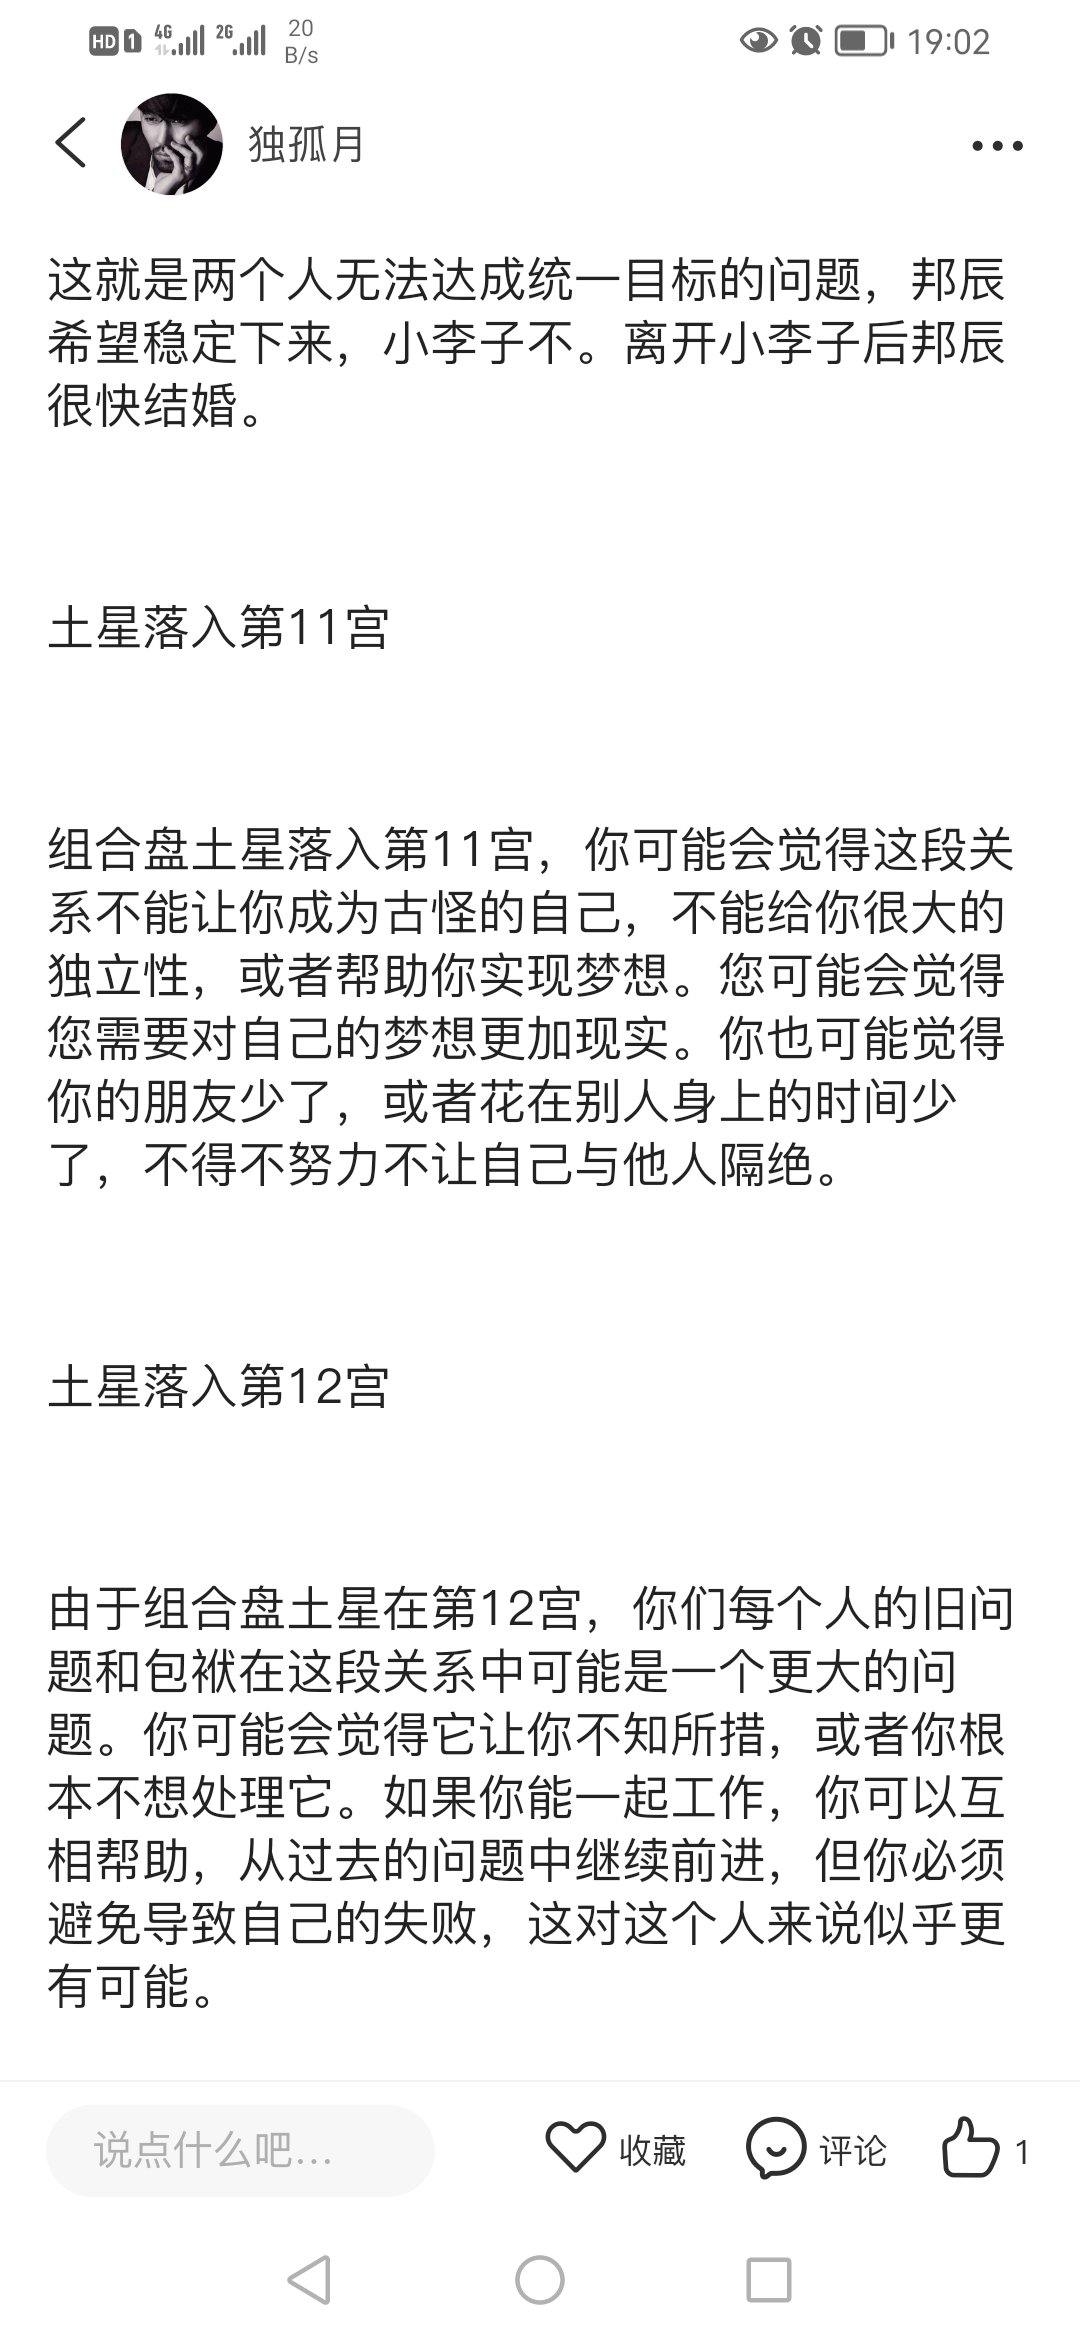 HD 1 4G 2G 20 B/s 19:02
独孤月
这就是两个人无法达成统一目标的问题，邦辰
希望稳定下来，小李子不。离开小李子后邦辰
很快结婚。
土星落入第11宫
组合盘土星落入第11宫，你可能会觉得这段关
系不能让你成为古怪的自己，不能给你很大的
独立性，或者帮助你实现梦想。您可能会觉得
您需要对自己的梦想更加现实。你也可能觉得
你的朋友少了，或者花在别人身上的时间少
了，不得不努力不让自己与他人隔绝。
土星落入第12宫
由于组合盘土星在第12宫，你们每个人的旧问
题和包袱在这段关系中可能是一个更大的问
题。你可能会觉得它让你不知所措，或者你根
本不想处理它。如果你能一起工作，你可以互
相帮助，从过去的问题中继续前进，但你必须
避免导致自己的失败，这对这个人来说似乎更
有可能。
说点什么吧... 收藏 评论 1